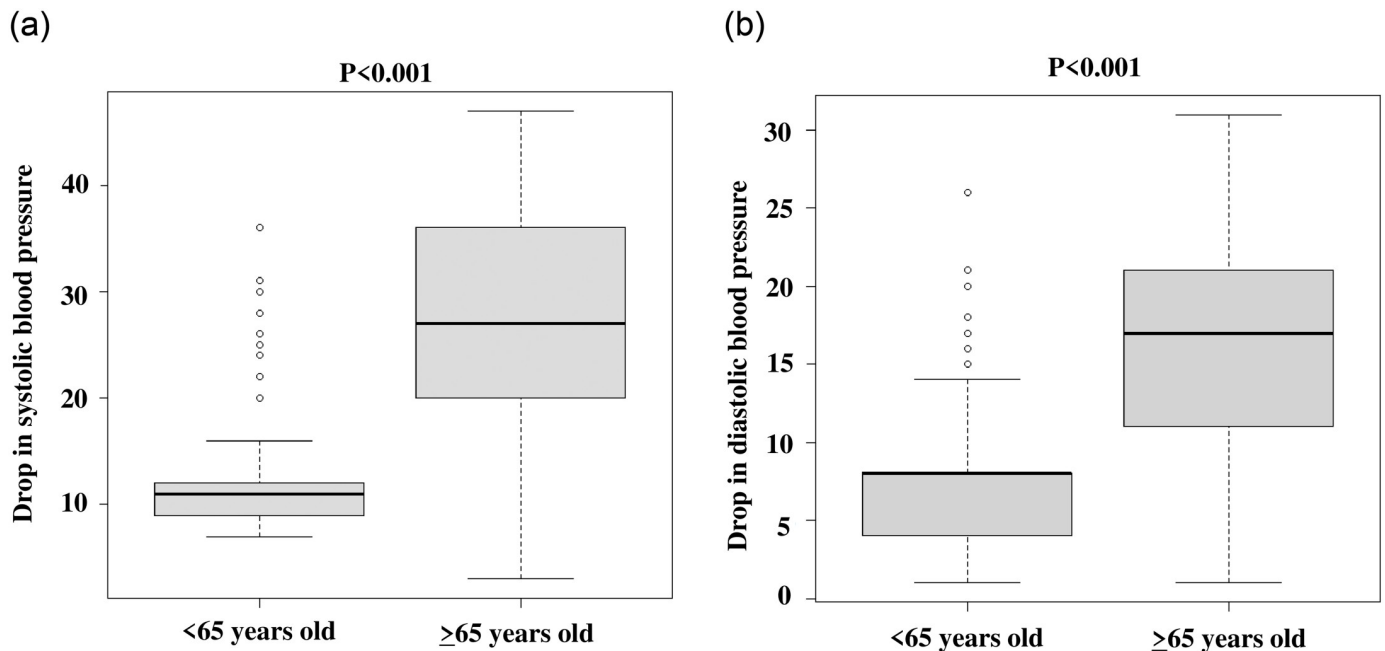 (a)
P<0.001
Drop in systolic blood pressure
40
30
20
10
<65 years old
≥65 years old
(b)
P<0.001
Drop in diastolic blood pressure
30
25
20
15
10
5
0
<65 years old
≥65 years old